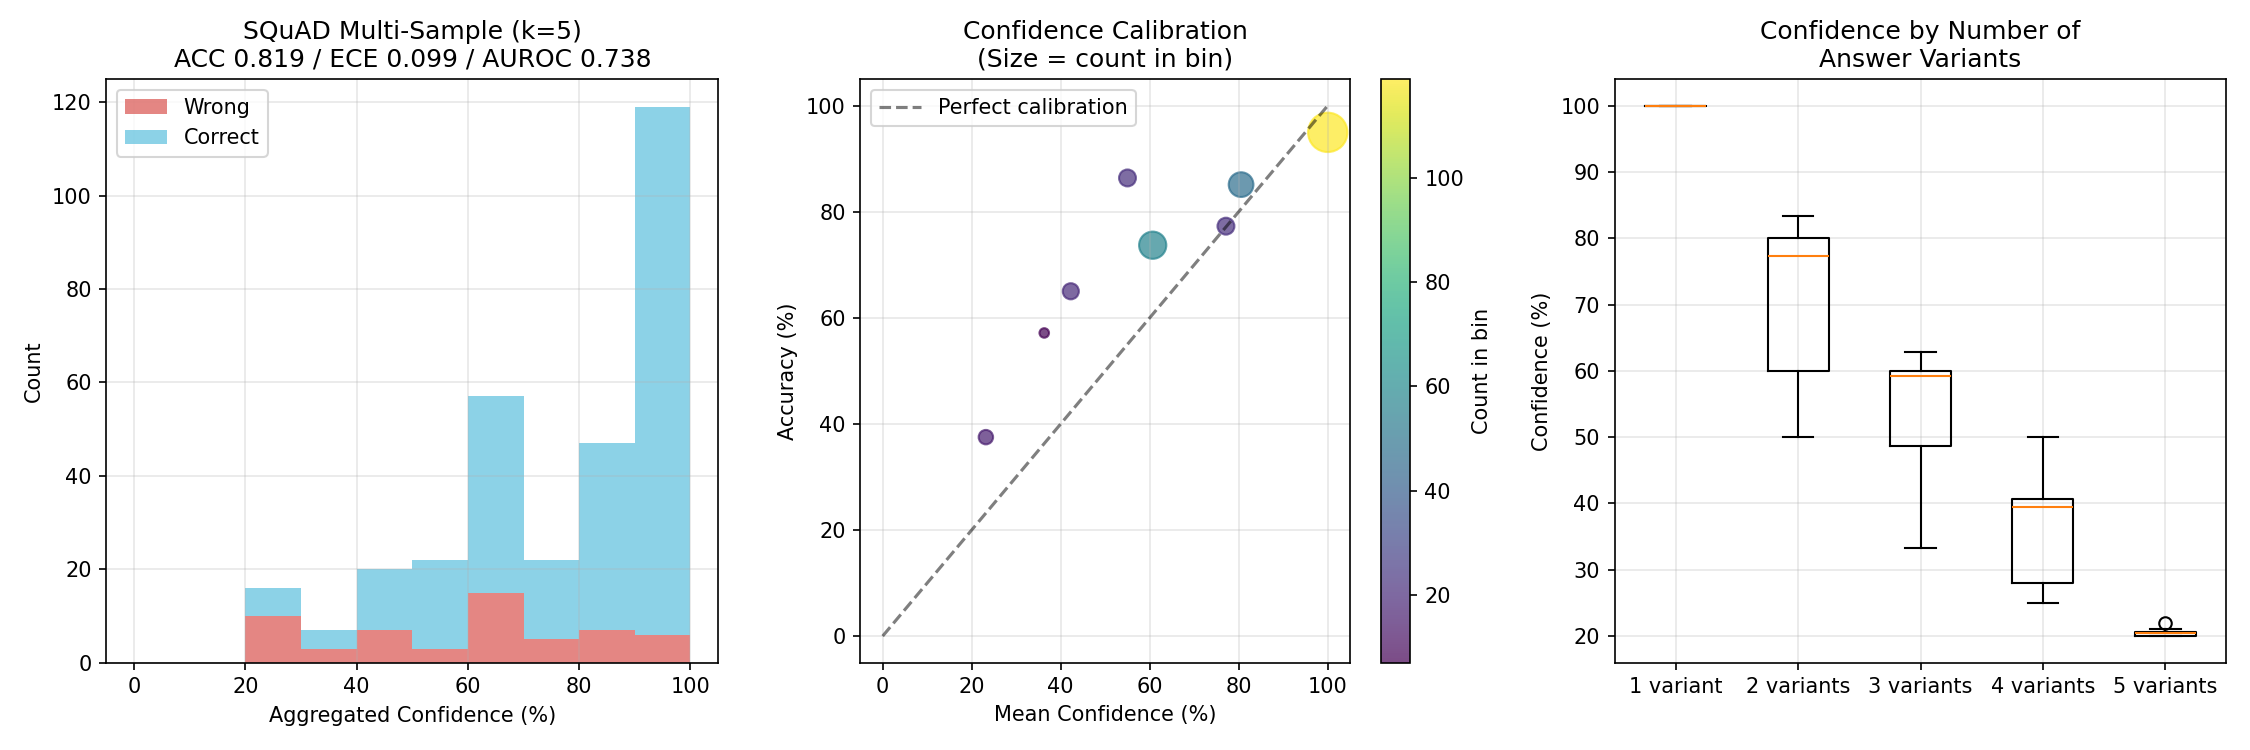 SQuAD Multi-Sample (k=5)
ACC 0.819 / ECE 0.099 / AUROC 0.738
Wrong
Correct
120
100
80
60
40
20
0
Count
0 20 40 60 80 100
Aggregated Confidence (%)
Confidence Calibration
(Size = count in bin)
Perfect calibration
100
80
60
40
20
0
Accuracy (%)
0 20 40 60 80 100
Mean Confidence (%)
100
80
60
40
20
Count in bin
Confidence by Number of
Answer Variants
100
90
80
70
60
50
40
30
20
Confidence (%)
1 variant 2 variants 3 variants 4 variants 5 variants